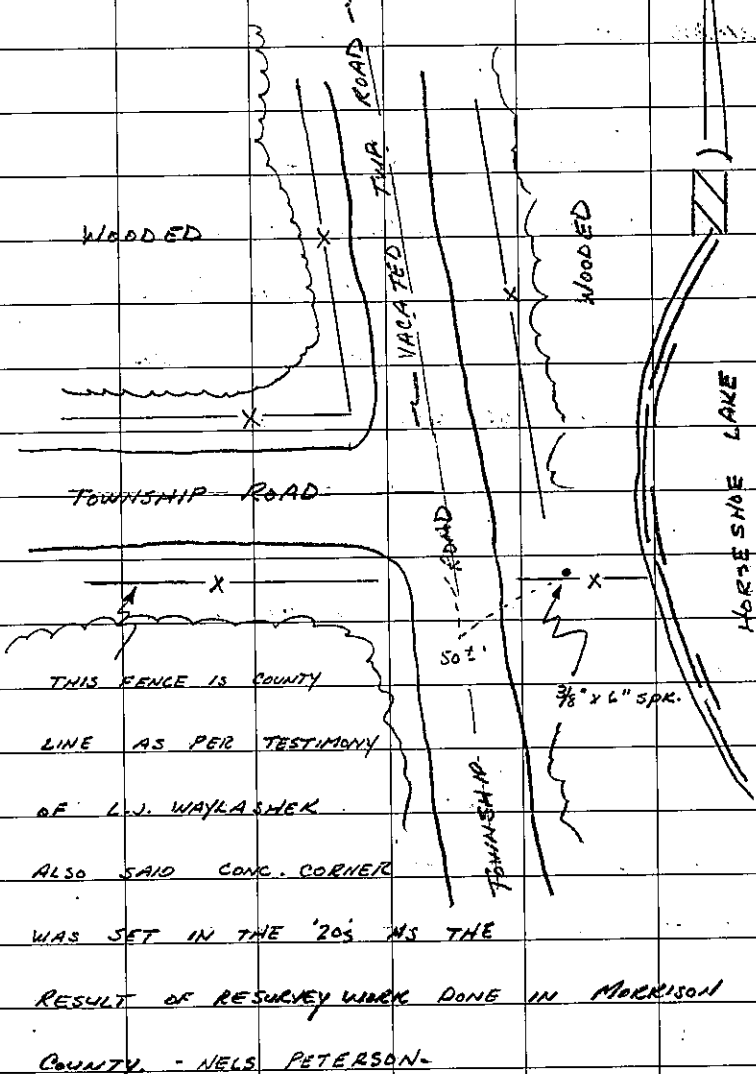 VACATED TWP. ROAD -
WOODED
WOODED
HORSESHOE LAKE
TOWNSHIP ROAD
TOWNSHIP ROAD
50±'
3/8" x 6" SPK.
THIS FENCE IS COUNTY
LINE AS PER TESTIMONY
OF L.J. WAYLASHEK
ALSO SAID CONC. CORNER
WAS SET IN THE '20s AS THE
RESULT OF RESURVEY WORK DONE IN MORRISON
COUNTY. - NELS PETERSON-